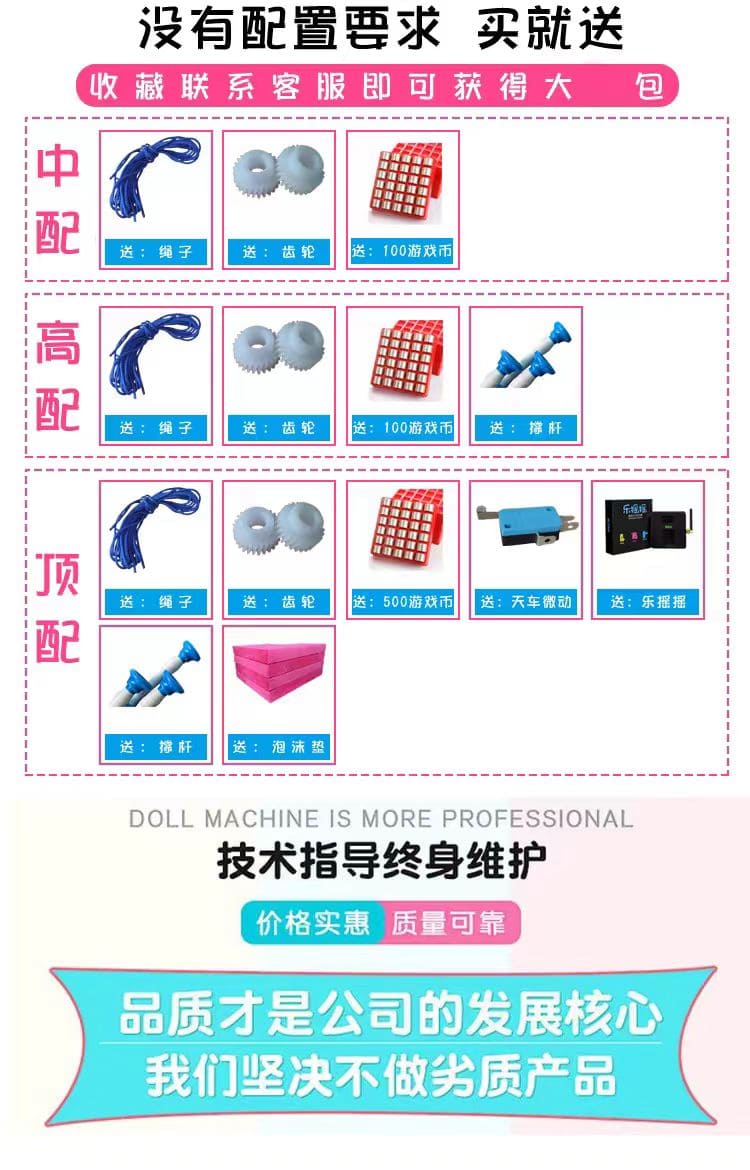 没有配置要求 买就送
收藏联系客服即可获得大 包
中配
送：绳子
送：齿轮
送：100游戏币
高配
送：绳子
送：齿轮
送：100游戏币
送：撑杆
顶配
送：绳子
送：齿轮
送：500游戏币
送：天车微动
乐摇摇
送：乐摇摇
送：撑杆
送：泡沫垫
DOLL MACHINE IS MORE PROFESSIONAL
技术指导终身维护
价格实惠 质量可靠
品质才是公司的发展核心
我们坚决不做劣质产品